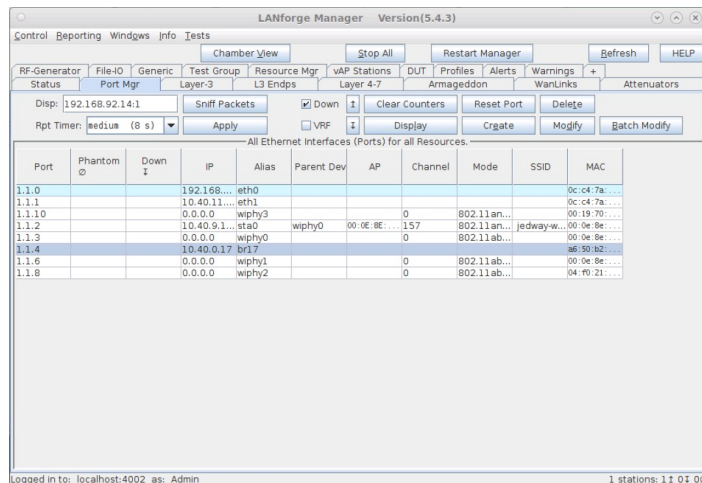 LANforge Manager Version(5.4.3)
Control Reporting Windows Info Tests
Chamber View Stop All Restart Manager Refresh HELP
RF-Generator File-IO Generic Test Group Resource Mgr vAP Stations DUT Profiles Alerts Warnings +
Status Port Mgr Layer-3 L3 Endps Layer 4-7 Armageddon WanLinks Attenuators
Disp: 192.168.92.14:1 Sniff Packets Down ↥ Clear Counters Reset Port Delete
Rpt Timer: medium (8 s) Apply VRF ↧ Display Create Modify Batch Modify
All Ethernet Interfaces (Ports) for all Resources.
Port Phantom Ø Down ↧ IP Alias Parent Dev AP Channel Mode SSID MAC
1.1.0 192.168.... eth0 0c:c4:7a:...
1.1.1 10.40.11.... eth1 0c:c4:7a:...
1.1.10 0.0.0.0 wiphy3 0 802.11an... 00:19:70:...
1.1.2 10.40.9.1... sta0 wiphy0 00:0E:8E:... 157 802.11an... jedway-w... 00:0e:8e:...
1.1.3 0.0.0.0 wiphy0 0 802.11ab... 00:0e:8e:...
1.1.4 10.40.0.17 br17 a6:50:b2:...
1.1.6 0.0.0.0 wiphy1 0 802.11ab... 00:0e:8e:...
1.1.8 0.0.0.0 wiphy2 0 802.11ab... 04:f0:21:...
Logged in to: localhost:4002 as: Admin 1 stations: 1↥ 0↧